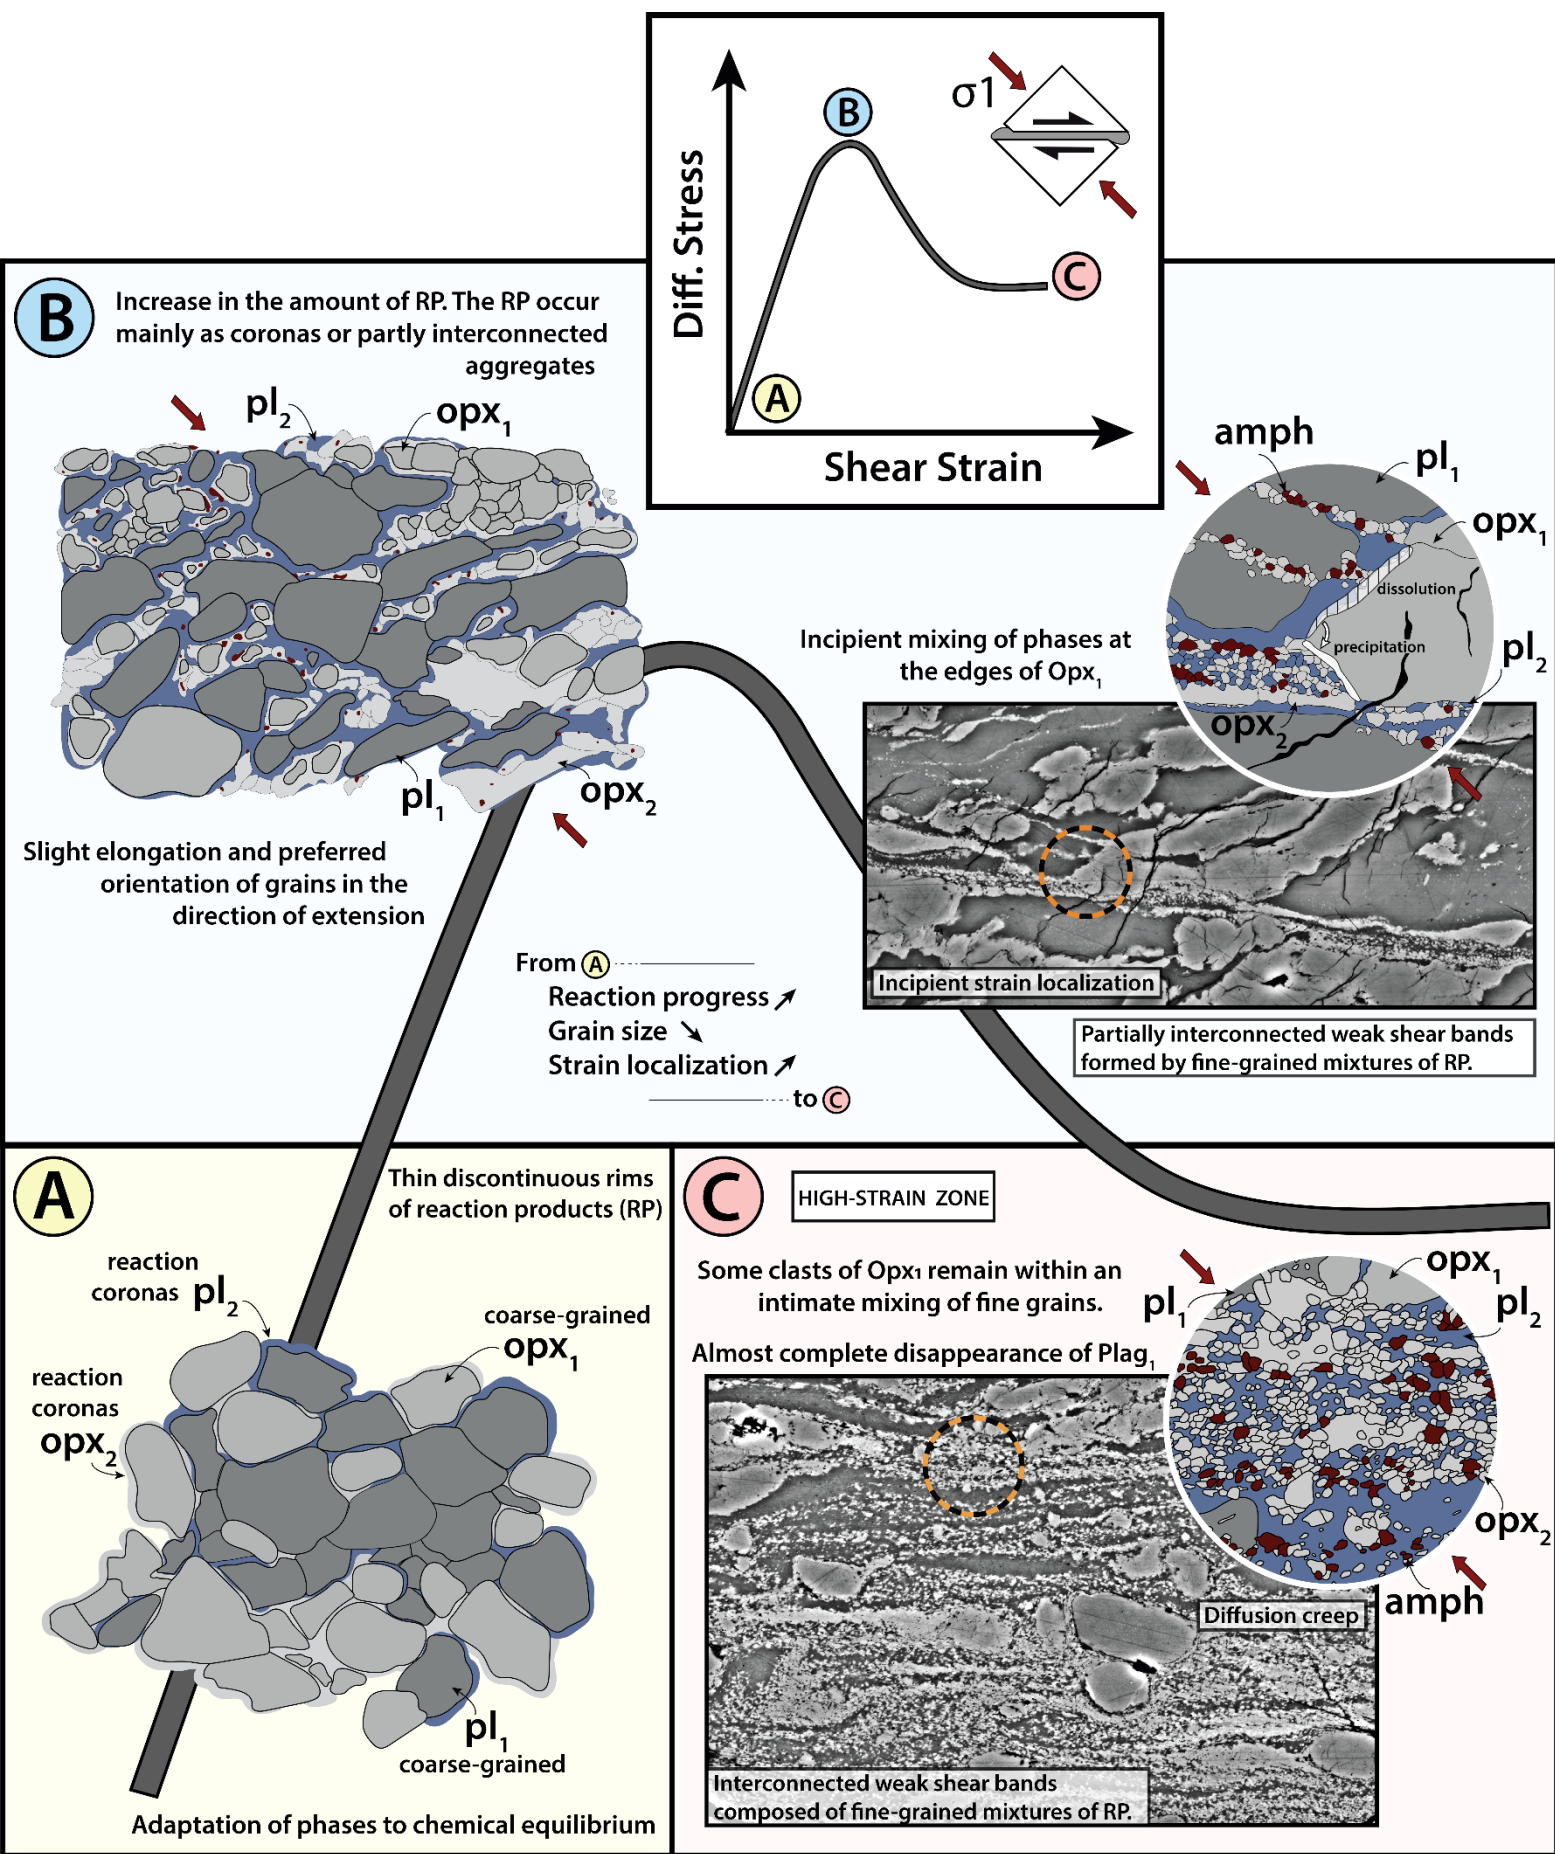 Diff. Stress
Shear Strain
A
B
C
σ1
B
Increase in the amount of RP. The RP occur
mainly as coronas or partly interconnected
aggregates
pl2
opx1
pl1
opx2
Slight elongation and preferred
orientation of grains in the
direction of extension
From A
Reaction progress
Grain size
Strain localization
to C
Incipient mixing of phases at
the edges of Opx1
amph
pl1
opx1
dissolution
precipitation
pl2
opx2
Incipient strain localization
Partially interconnected weak shear bands
formed by fine-grained mixtures of RP.
A
Thin discontinuous rims
of reaction products (RP)
reaction
coronas pl2
coarse-grained
opx1
reaction
coronas
opx2
pl1
coarse-grained
Adaptation of phases to chemical equilibrium
C
HIGH-STRAIN ZONE
Some clasts of Opx1 remain within an
intimate mixing of fine grains.
Almost complete disappearance of Plag1
opx1
pl1
pl2
opx2
amph
Diffusion creep
Interconnected weak shear bands
composed of fine-grained mixtures of RP.